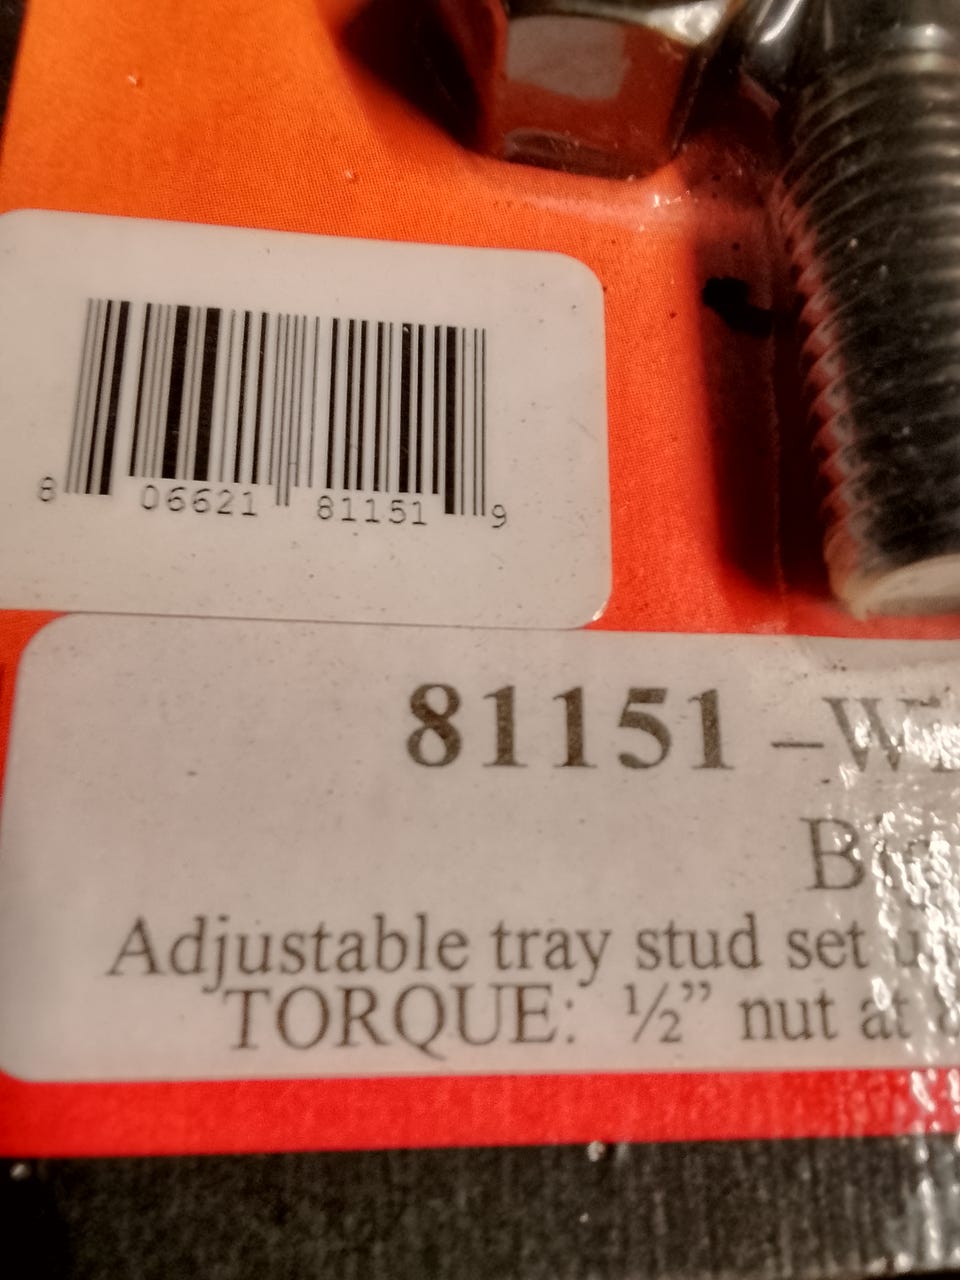 8 06621 81151 9
81151 –
Adjustable tray stud set
TORQUE: ½” nut at